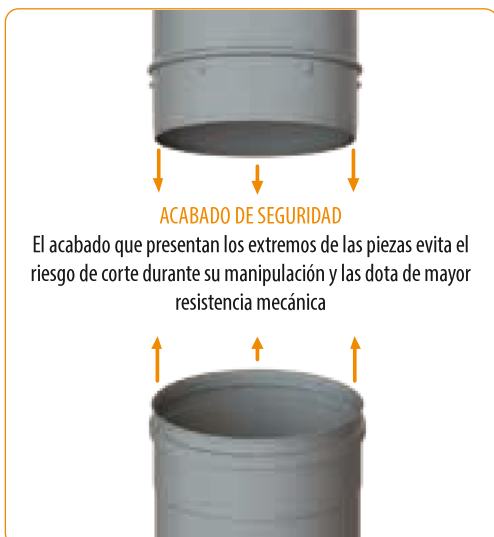 ACABADO DE SEGURIDAD
El acabado que presentan los extremos de las piezas evita el
riesgo de corte durante su manipulación y las dota de mayor
resistencia mecánica